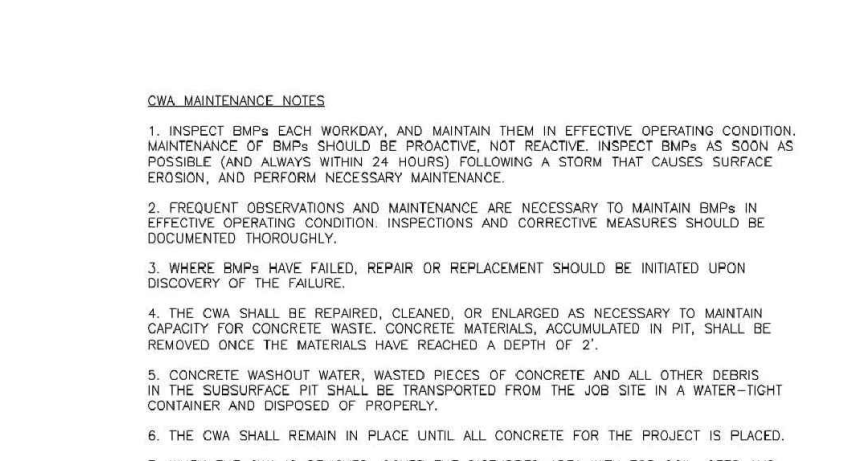 CWA MAINTENANCE NOTES
1. INSPECT BMPs EACH WORKDAY, AND MAINTAIN THEM IN EFFECTIVE OPERATING CONDITION.
MAINTENANCE OF BMPs SHOULD BE PROACTIVE, NOT REACTIVE. INSPECT BMPs AS SOON AS
POSSIBLE (AND ALWAYS WITHIN 24 HOURS) FOLLOWING A STORM THAT CAUSES SURFACE
EROSION, AND PERFORM NECESSARY MAINTENANCE.
2. FREQUENT OBSERVATIONS AND MAINTENANCE ARE NECESSARY TO MAINTAIN BMPs IN
EFFECTIVE OPERATING CONDITION. INSPECTIONS AND CORRECTIVE MEASURES SHOULD BE
DOCUMENTED THOROUGHLY.
3. WHERE BMPs HAVE FAILED, REPAIR OR REPLACEMENT SHOULD BE INITIATED UPON
DISCOVERY OF THE FAILURE.
4. THE CWA SHALL BE REPAIRED, CLEANED, OR ENLARGED AS NECESSARY TO MAINTAIN
CAPACITY FOR CONCRETE WASTE. CONCRETE MATERIALS, ACCUMULATED IN PIT, SHALL BE
REMOVED ONCE THE MATERIALS HAVE REACHED A DEPTH OF 2'.
5. CONCRETE WASHOUT WATER, WASTED PIECES OF CONCRETE AND ALL OTHER DEBRIS
IN THE SUBSURFACE PIT SHALL BE TRANSPORTED FROM THE JOB SITE IN A WATER-TIGHT
CONTAINER AND DISPOSED OF PROPERLY.
6. THE CWA SHALL REMAIN IN PLACE UNTIL ALL CONCRETE FOR THE PROJECT IS PLACED.